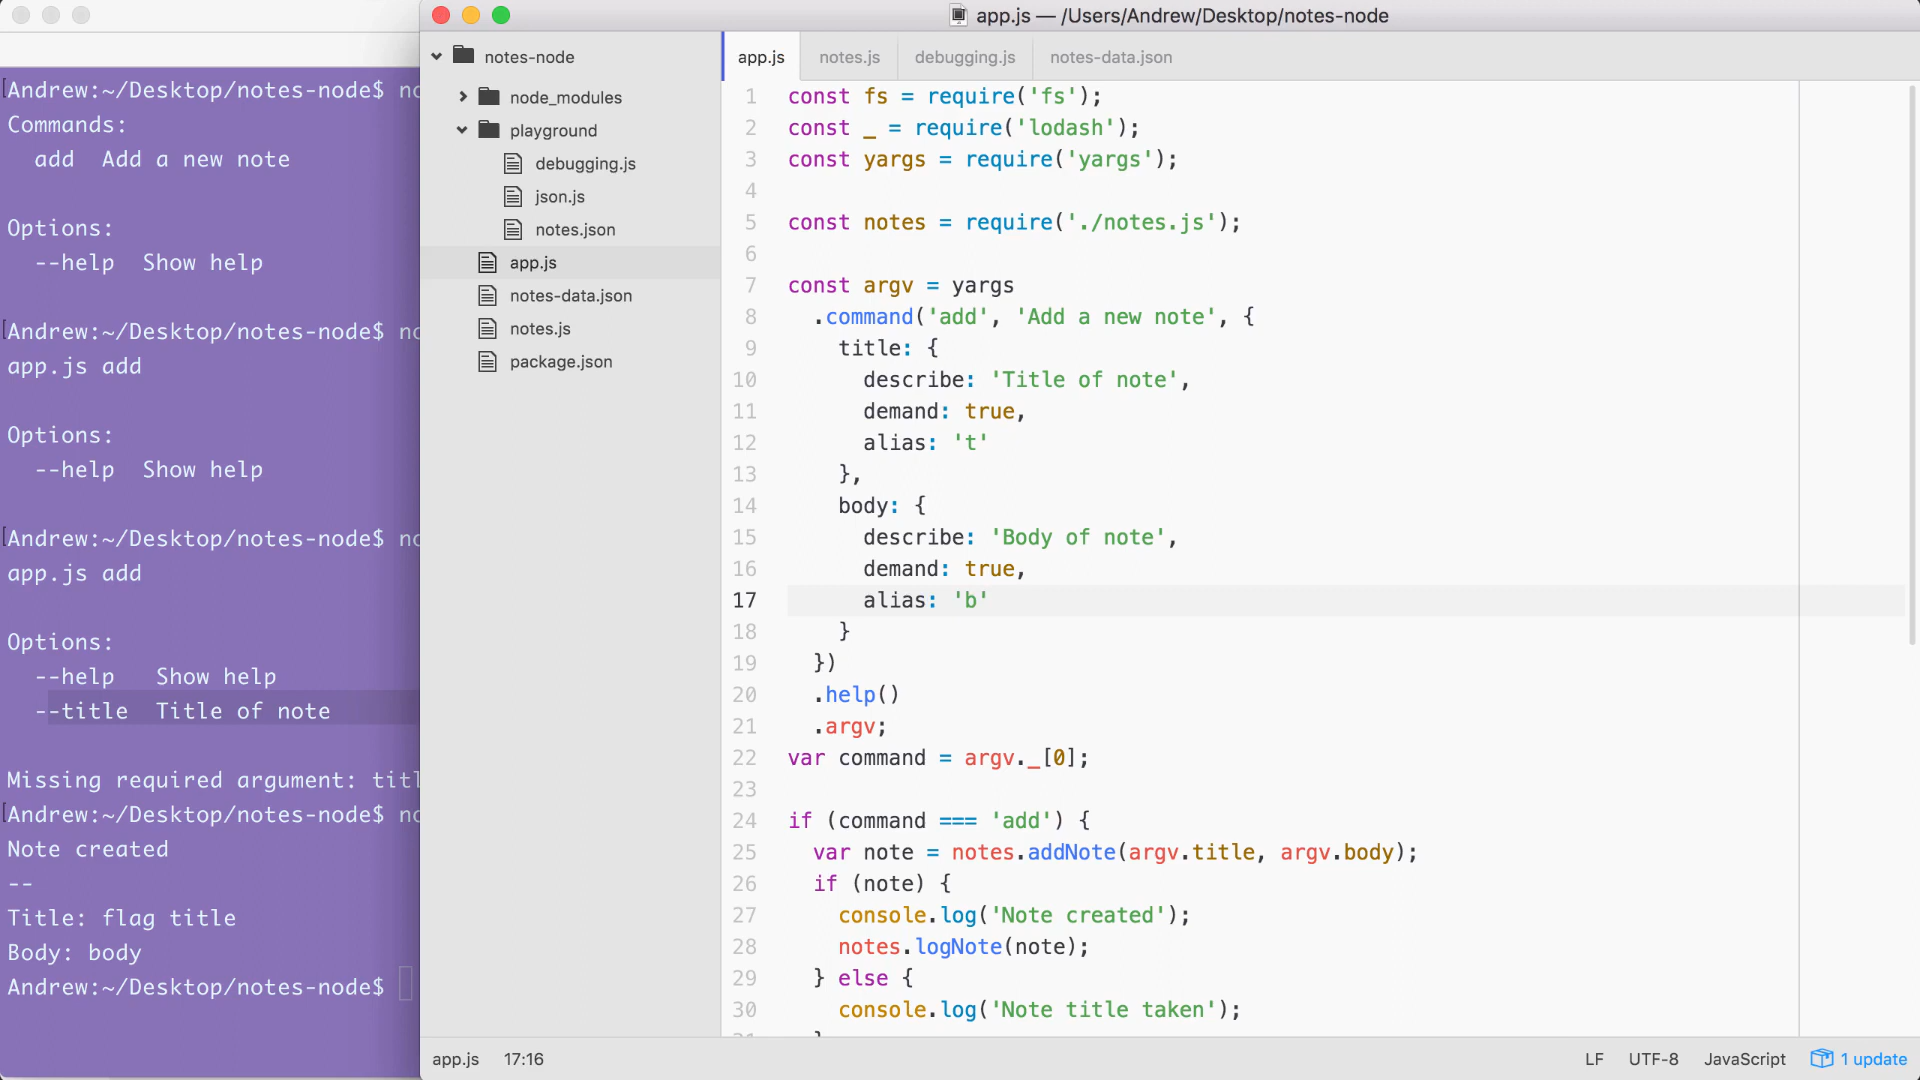 app.js — /Users/Andrew/Desktop/notes-node
Andrew:~/Desktop/notes-node$ no
Commands:
add  Add a new note
Options:
--help  Show help
Andrew:~/Desktop/notes-node$ no
app.js add
Options:
--help  Show help
Andrew:~/Desktop/notes-node$ no
app.js add
Options:
--help   Show help
--title  Title of note
Missing required argument: titl
Andrew:~/Desktop/notes-node$ no
Note created
--
Title: flag title
Body: body
Andrew:~/Desktop/notes-node$
notes-node
node_modules
playground
debugging.js
json.js
notes.json
app.js
notes-data.json
notes.js
package.json
app.js notes.js debugging.js notes-data.json
1 const fs = require('fs');
2 const _ = require('lodash');
3 const yargs = require('yargs');
4
5 const notes = require('./notes.js');
6
7 const argv = yargs
8   .command('add', 'Add a new note', {
9     title: {
10       describe: 'Title of note',
11       demand: true,
12       alias: 't'
13     },
14     body: {
15       describe: 'Body of note',
16       demand: true,
17       alias: 'b'
18     }
19   })
20   .help()
21   .argv;
22 var command = argv._[0];
23
24 if (command === 'add') {
25   var note = notes.addNote(argv.title, argv.body);
26   if (note) {
27     console.log('Note created');
28     notes.logNote(note);
29   } else {
30     console.log('Note title taken');
app.js 17:16 LF UTF-8 JavaScript 1 update